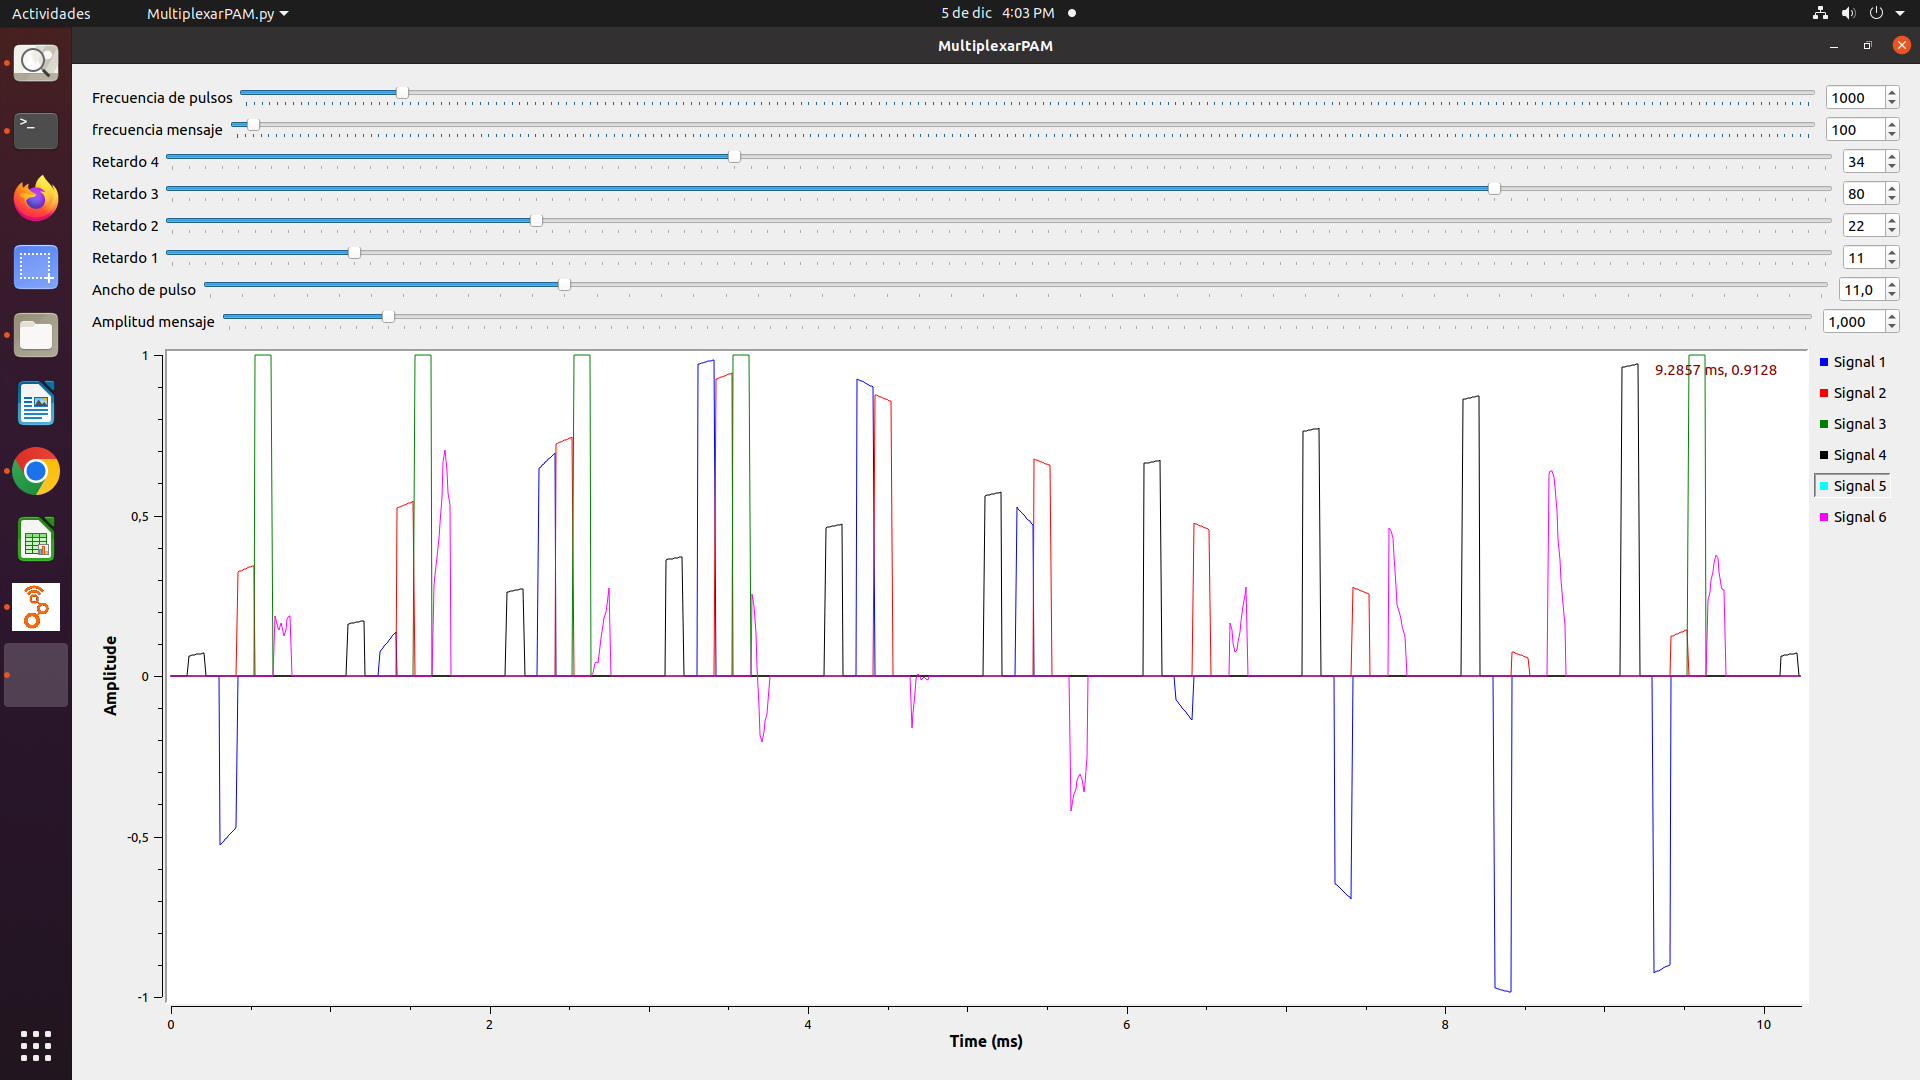 Actividades MultiplexarPAM.py 5 de dic 4:03 PM
MultiplexarPAM
Frecuencia de pulsos 1000
frecuencia mensaje 100
Retardo 4 34
Retardo 3 80
Retardo 2 22
Retardo 1 11
Ancho de pulso 11,0
Amplitud mensaje 1,000
9.2857 ms, 0.9128
Signal 1
Signal 2
Signal 3
Signal 4
Signal 5
Signal 6
Amplitude
1
0,5
0
-0,5
-1
0 2 4 6 8 10
Time (ms)